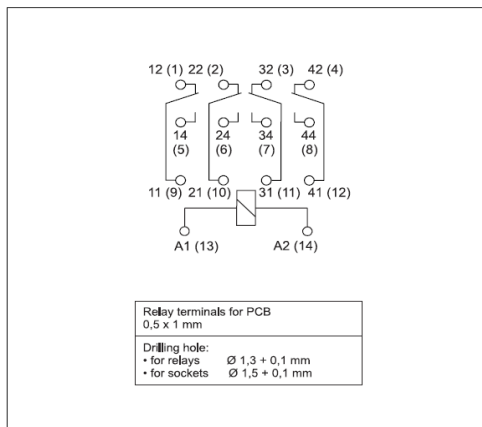 12 (1) 22 (2) 32 (3) 42 (4)
14 24 34 44
(5) (6) (7) (8)
11 (9) 21 (10) 31 (11) 41 (12)
A1 (13) A2 (14)
Relay terminals for PCB
0,5 x 1 mm
Drilling hole:
• for relays Ø 1,3 + 0,1 mm
• for sockets Ø 1,5 + 0,1 mm